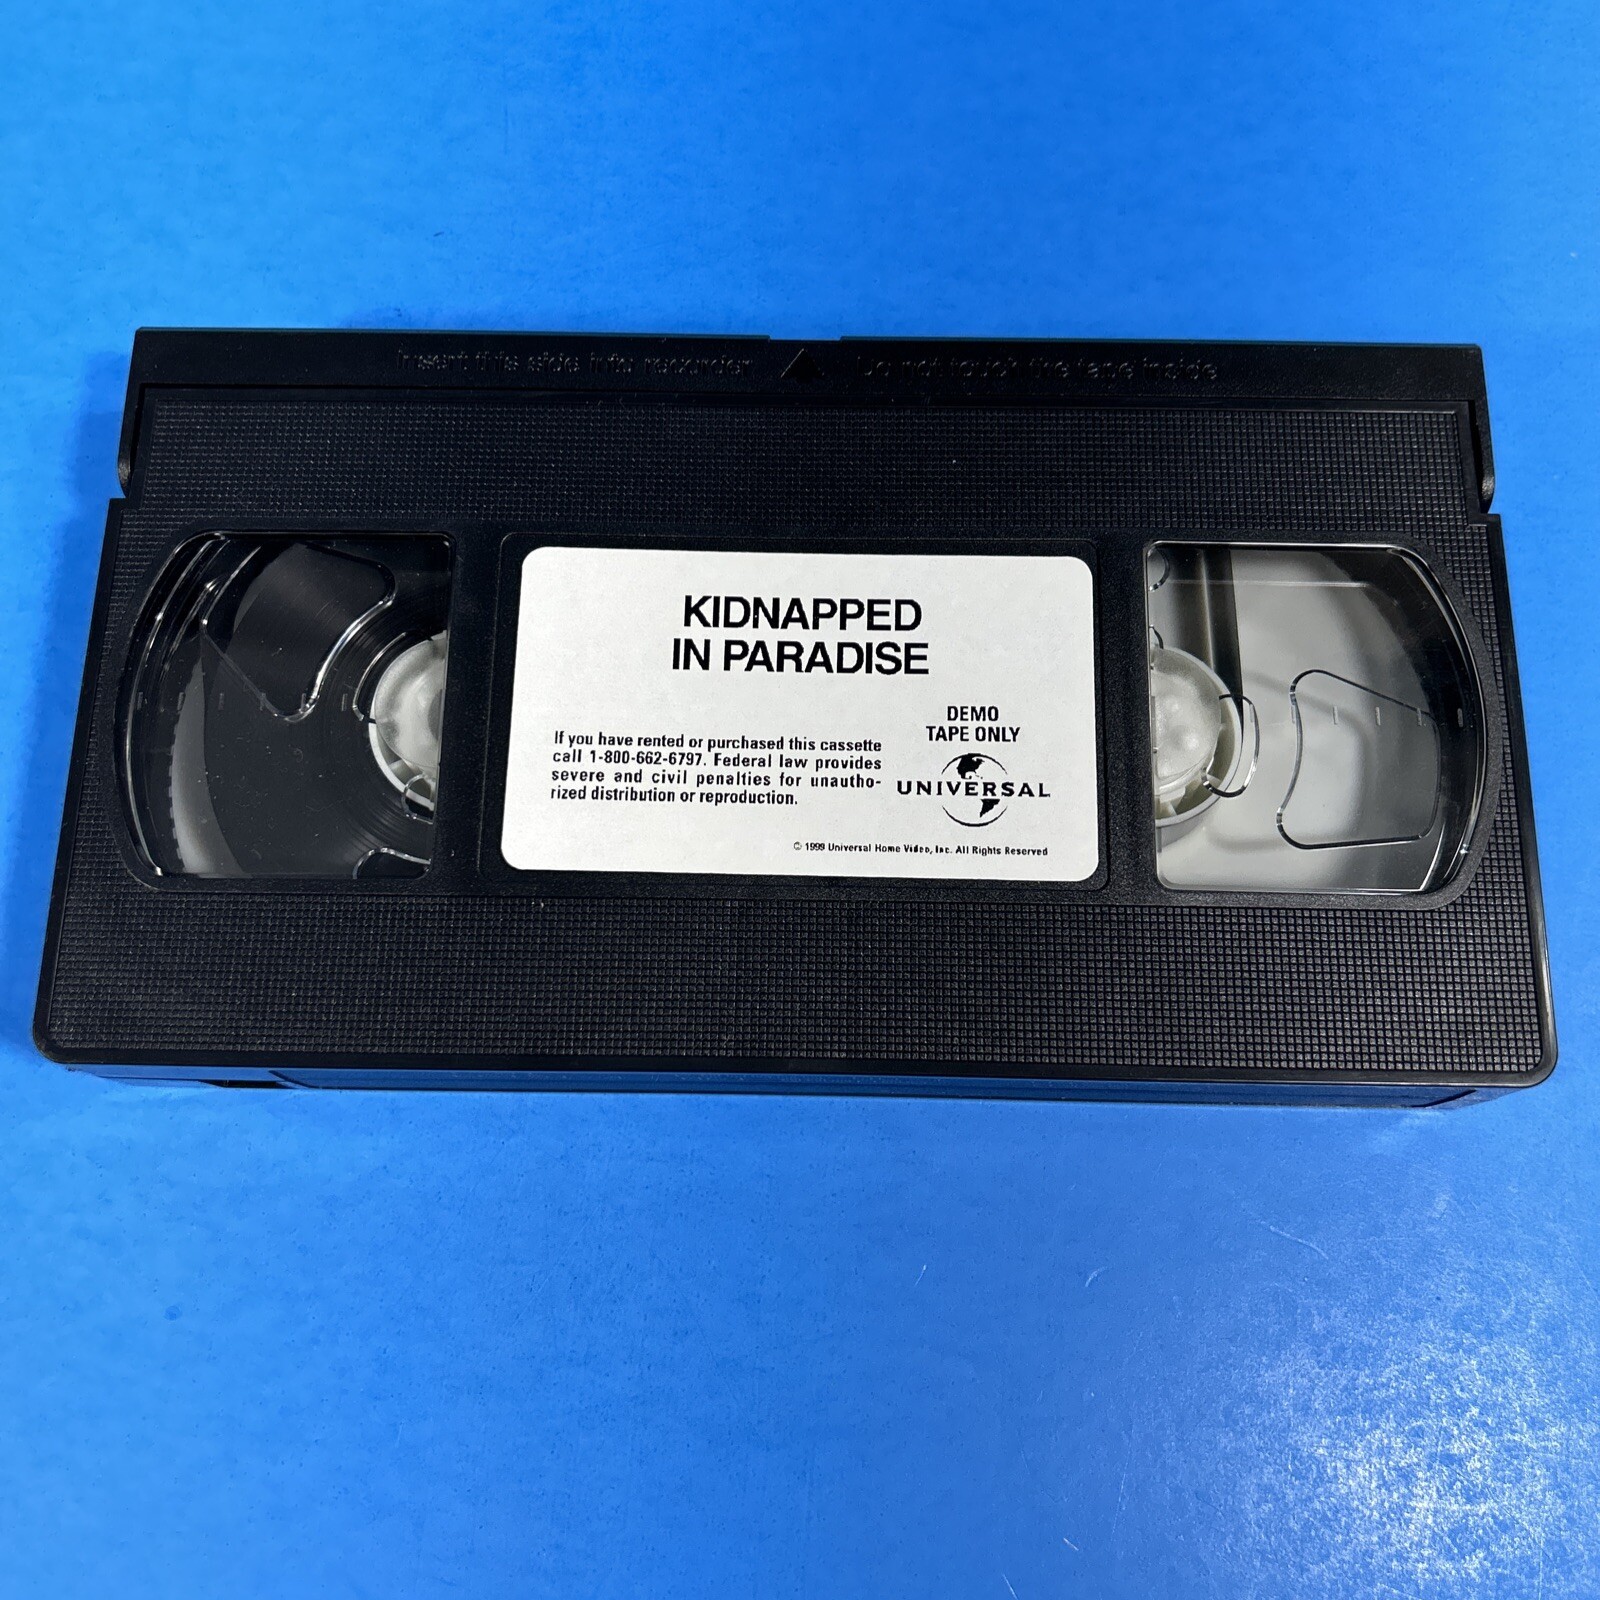 Insert this side into recorder Do not touch the tape inside
KIDNAPPED
IN PARADISE
DEMO
TAPE ONLY
If you have rented or purchased this cassette
call 1-800-662-6797. Federal law provides
severe and civil penalties for unautho-
rized distribution or reproduction.
UNIVERSAL
© 1999 Universal Home Video, Inc. All Rights Reserved